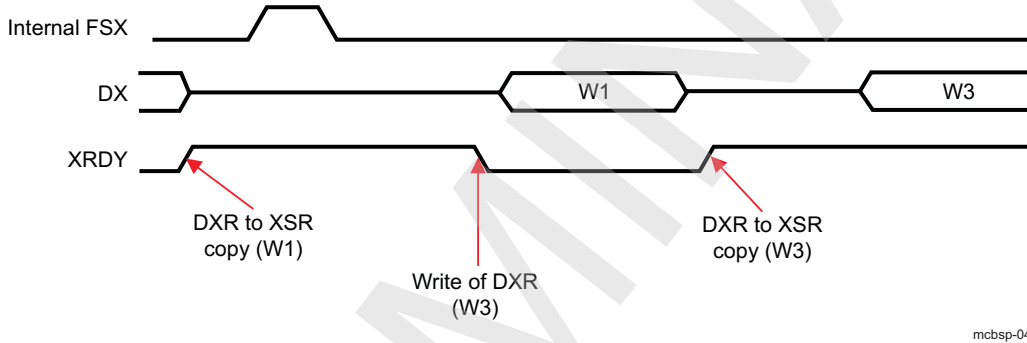 Internal FSX
DX
W1
W3
XRDY
DXR to XSR
copy (W1)
DXR to XSR
copy (W3)
Write of DXR
(W3)